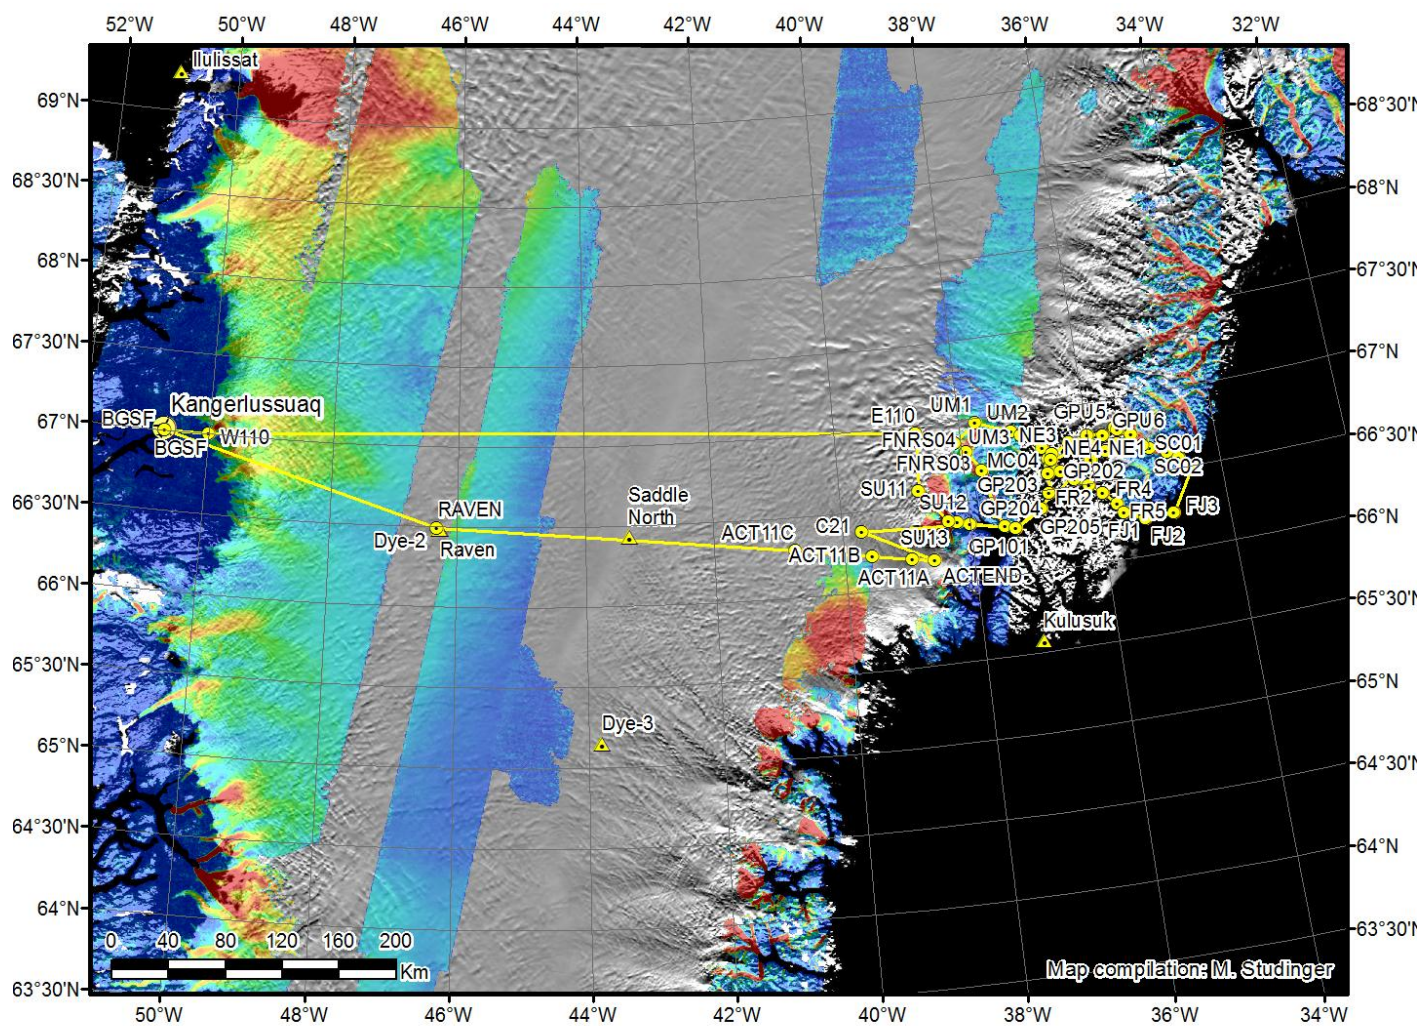 52°W 50°W 48°W 46°W 44°W 42°W 40°W 38°W 36°W 34°W 32°W
Ilulissat
69°N
68°30'N
68°30'N
68°N
68°N
67°30'N
67°30'N
67°N
67°N
66°30'N
66°30'N
66°N
66°N
65°30'N
65°30'N
65°N
65°N
64°30'N
64°30'N
64°N
64°N
63°30'N
63°30'N
BGSF
Kangerlussuaq
BGSF
W110
RAVEN
Dye-2
Raven
Saddle
North
ACT11C
C21
ACT11B
ACT11A
ACTEND
E110
UM1
UM2
GPU5
GPU6
FNRS04
UM3
NE3
NE4
NE1
SC01
FNRS03
MC04
SC02
SU11
GP203
GP202
SU12
GP204
FR2
FR4
FR5
FJ3
SU13
GP101
GP205
FJ1
FJ2
Kulusuk
Dye-3
0 40 80 120 160 200
Km
Map compilation: M. Studinger
50°W 48°W 46°W 44°W 42°W 40°W 38°W 36°W 34°W